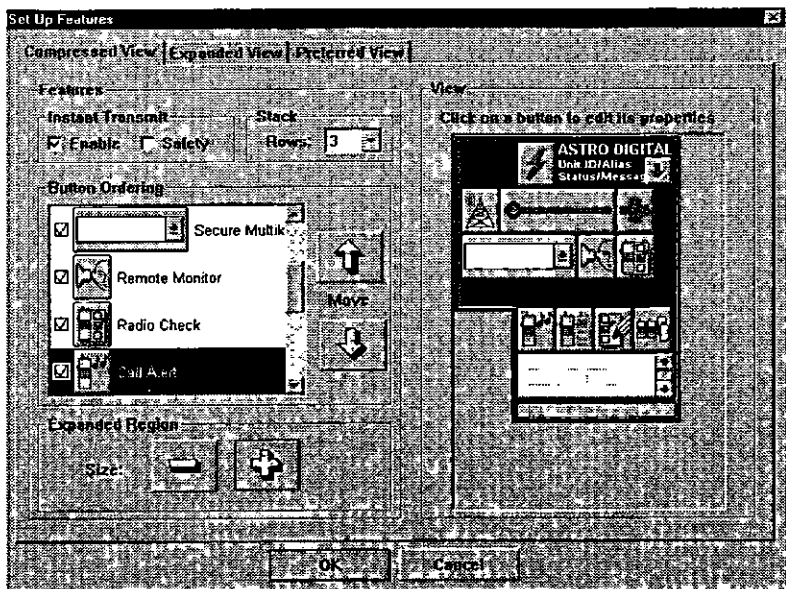 Set Up Features
Compressed View
Expanded View
Preferred View
Features
Instant Transmit
Enable
Safety
Stack
Rows:
3
Button Ordering
Secure Multik
Remote Monitor
Radio Check
Call Alert
Move
Expanded Region
Size:
View
Click on a button to edit its properties
ASTRO DIGITAL
Unit ID/Alias
Status/Messag
OK
Cancel